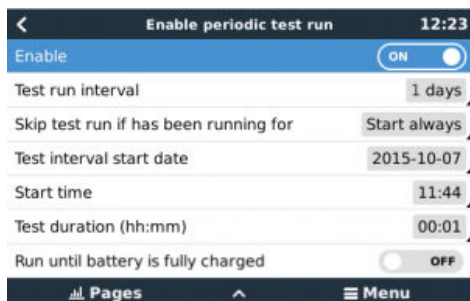 Enable periodic test run 12:23
Enable ON
Test run interval 1 days
Skip test run if has been running for Start always
Test interval start date 2015-10-07
Start time 11:44
Test duration (hh:mm) 00:01
Run until battery is fully charged OFF
Pages Menu